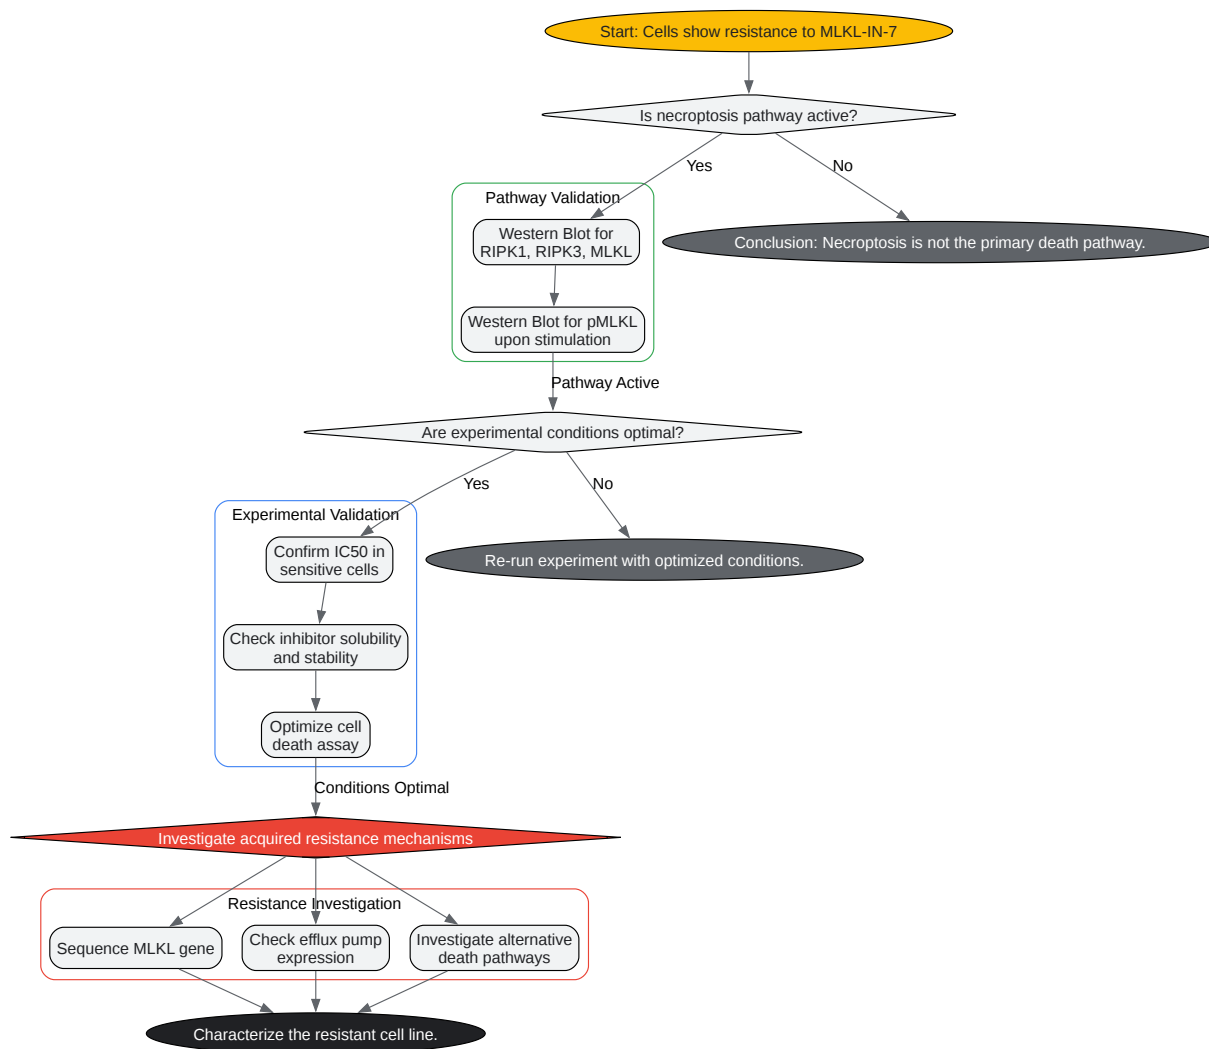 Start: Cells show resistance to MLKL-IN-7
Is necroptosis pathway active?
Yes
No
Pathway Validation
Western Blot for
RIPK1, RIPK3, MLKL
Conclusion: Necroptosis is not the primary death pathway.
Western Blot for pMLKL
upon stimulation
Pathway Active
Are experimental conditions optimal?
Yes
No
Experimental Validation
Confirm IC50 in
sensitive cells
Re-run experiment with optimized conditions.
Check inhibitor solubility
and stability
Optimize cell
death assay
Conditions Optimal
Investigate acquired resistance mechanisms
Resistance Investigation
Sequence MLKL gene
Check efflux pump
expression
Investigate alternative
death pathways
Characterize the resistant cell line.